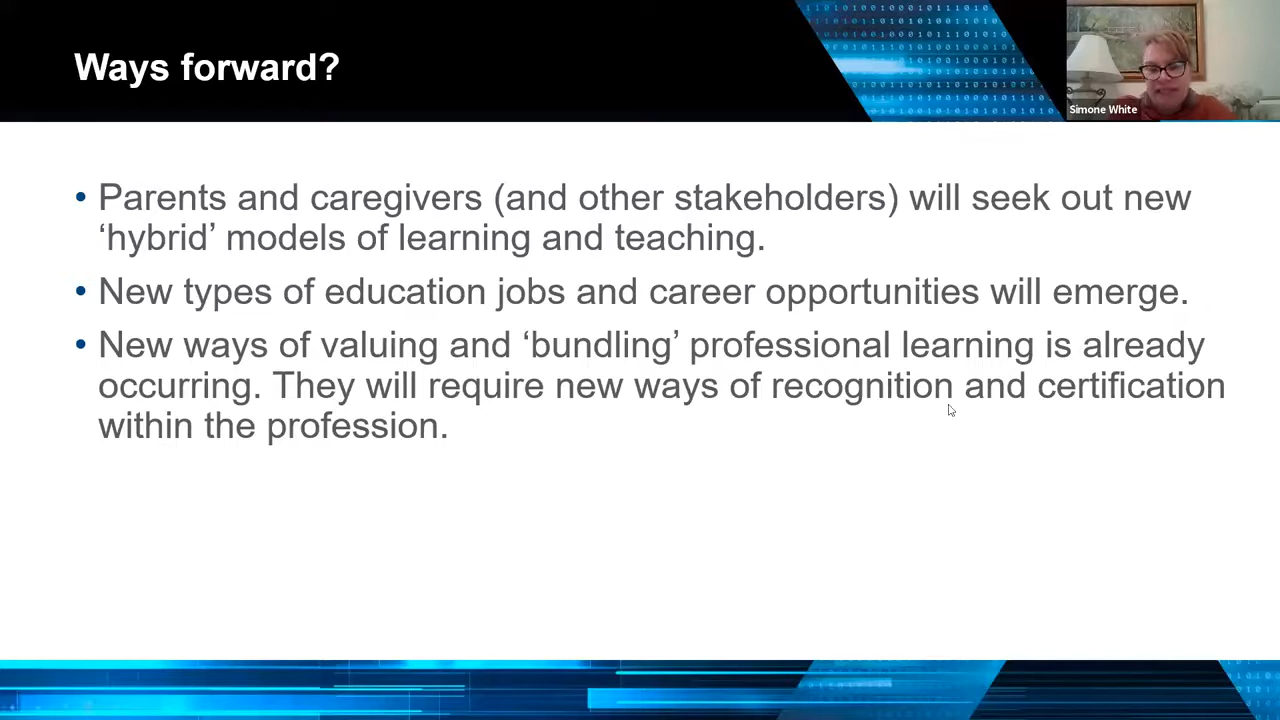 Ways forward?
Simone White
• Parents and caregivers (and other stakeholders) will seek out new
‘hybrid’ models of learning and teaching.
• New types of education jobs and career opportunities will emerge.
• New ways of valuing and ‘bundling’ professional learning is already
occurring. They will require new ways of recognition and certification
within the profession.